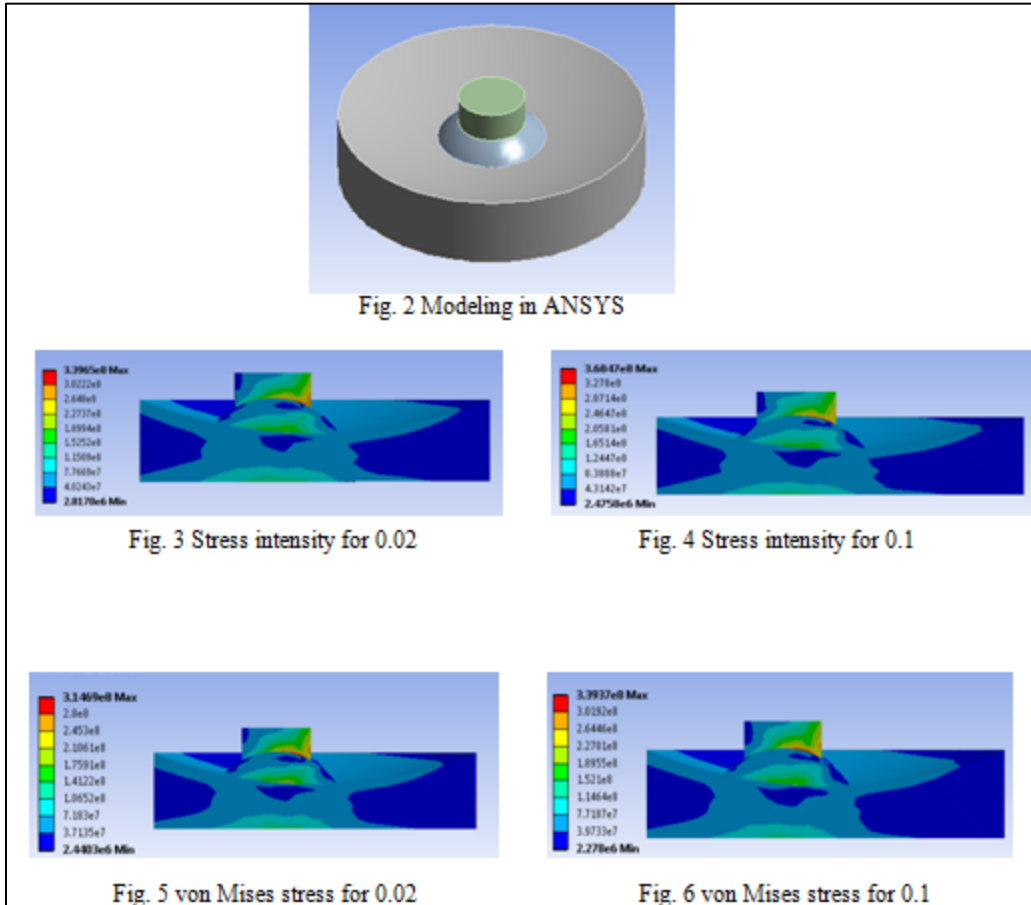 Fig. 2 Modeling in ANSYS
3.3965e8 Max
3.0222e8
2.648e8
2.2737e8
1.8994e8
1.5252e8
1.1509e8
7.7669e7
4.0243e7
2.8178e6 Min
Fig. 3 Stress intensity for 0.02
3.6847e8 Max
3.278e8
2.8714e8
2.4647e8
2.0581e8
1.6514e8
1.2447e8
8.3808e7
4.3142e7
2.4758e6 Min
Fig. 4 Stress intensity for 0.1
3.1469e8 Max
2.8e8
2.453e8
2.1061e8
1.7591e8
1.4122e8
1.0652e8
7.183e7
3.7135e7
2.4403e6 Min
Fig. 5 von Mises stress for 0.02
3.3937e8 Max
3.0192e8
2.6446e8
2.2701e8
1.8955e8
1.521e8
1.1464e8
7.7187e7
3.9733e7
2.278e6 Min
Fig. 6 von Mises stress for 0.1